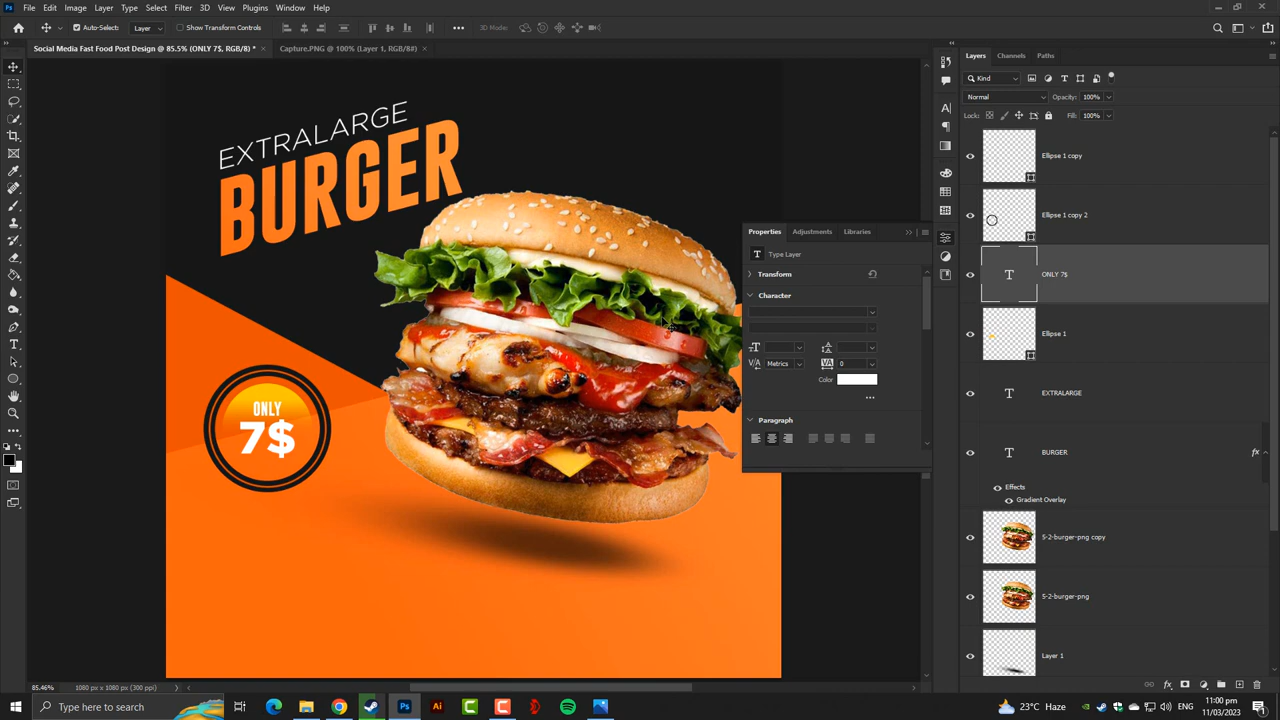 Ps File Edit Image Layer Type Select Filter 3D View Plugins Window Help
Auto-Select: Layer Show Transform Controls 3D Mode:
Social Media Fast Food Post Design @ 85.5% (ONLY 7$, RGB/8) * × Capture.PNG @ 100% (Layer 1, RGB/8#) ×
EXTRALARGE
BURGER
ONLY
7$
Properties Adjustments Libraries
T Type Layer
Transform
Character
Metrics 0
Color
Paragraph
Layers Channels Paths
Kind
Normal Opacity: 100%
Lock: Fill: 100%
Ellipse 1 copy
Ellipse 1 copy 2
T ONLY 7$
Ellipse 1
T EXTRALARGE
T BURGER fx
Effects
Gradient Overlay
5-2-burger-png copy
5-2-burger-png
Layer 1
85.46% 1080 px x 1080 px (300 ppi)
Type here to search
Ps Ai
23°C Haze
11:00 pm
11/03/2023